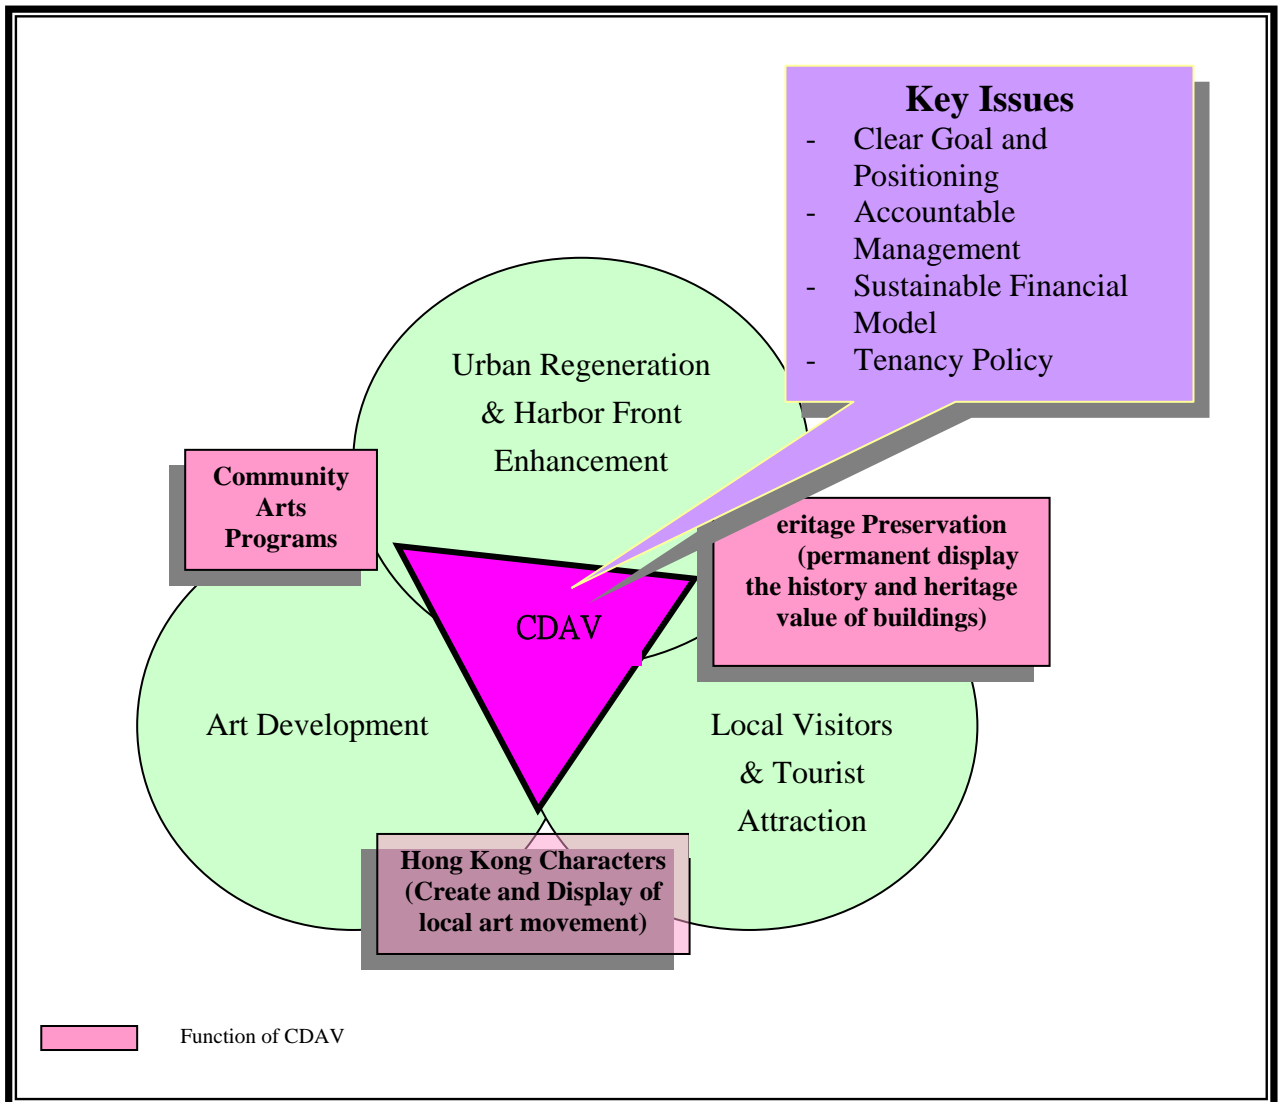 Key Issues
- Clear Goal and
Positioning
- Accountable
Management
- Sustainable Financial
Model
- Tenancy Policy
Urban Regeneration
& Harbor Front
Enhancement
Community
Arts
Programs
eritage Preservation
(permanent display
the history and heritage
value of buildings)
CDAV
Art Development
Local Visitors
& Tourist
Attraction
Hong Kong Characters
(Create and Display of
local art movement)
Function of CDAV